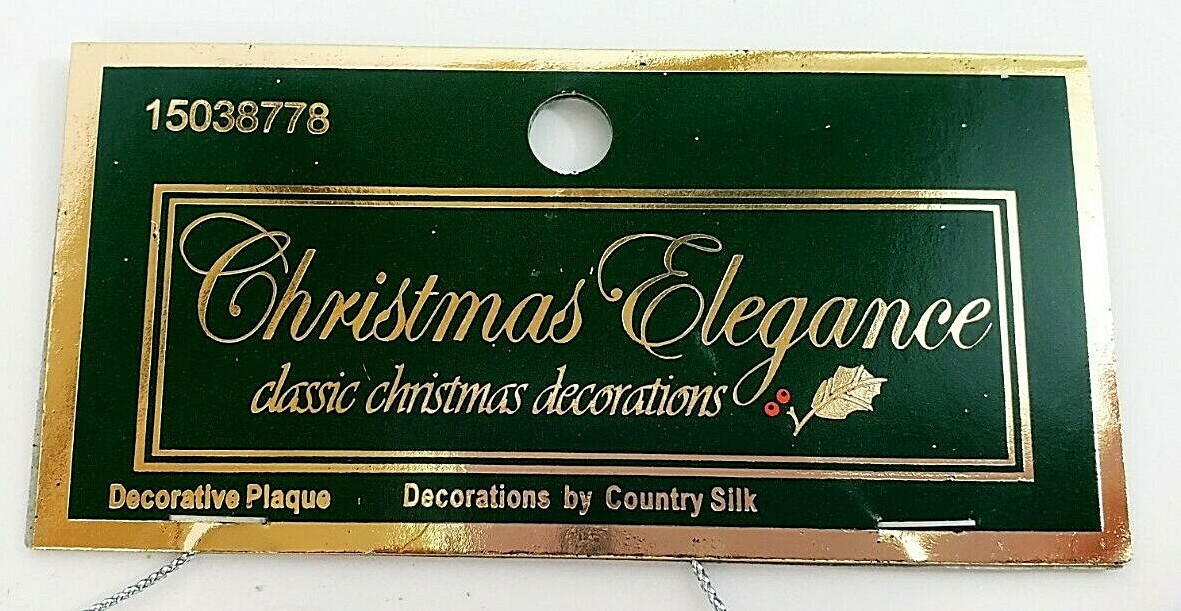 15038778
Christmas Elegance
classic christmas decorations
Decorative Plaque Decorations by Country Silk